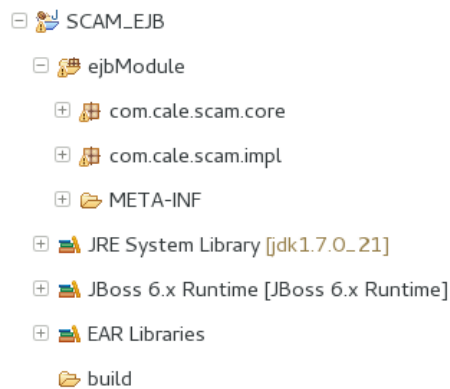 SCAM_EJB
ejbModule
com.cale.scam.core
com.cale.scam.impl
META-INF
JRE System Library [jdk1.7.0_21]
JBoss 6.x Runtime [JBoss 6.x Runtime]
EAR Libraries
build